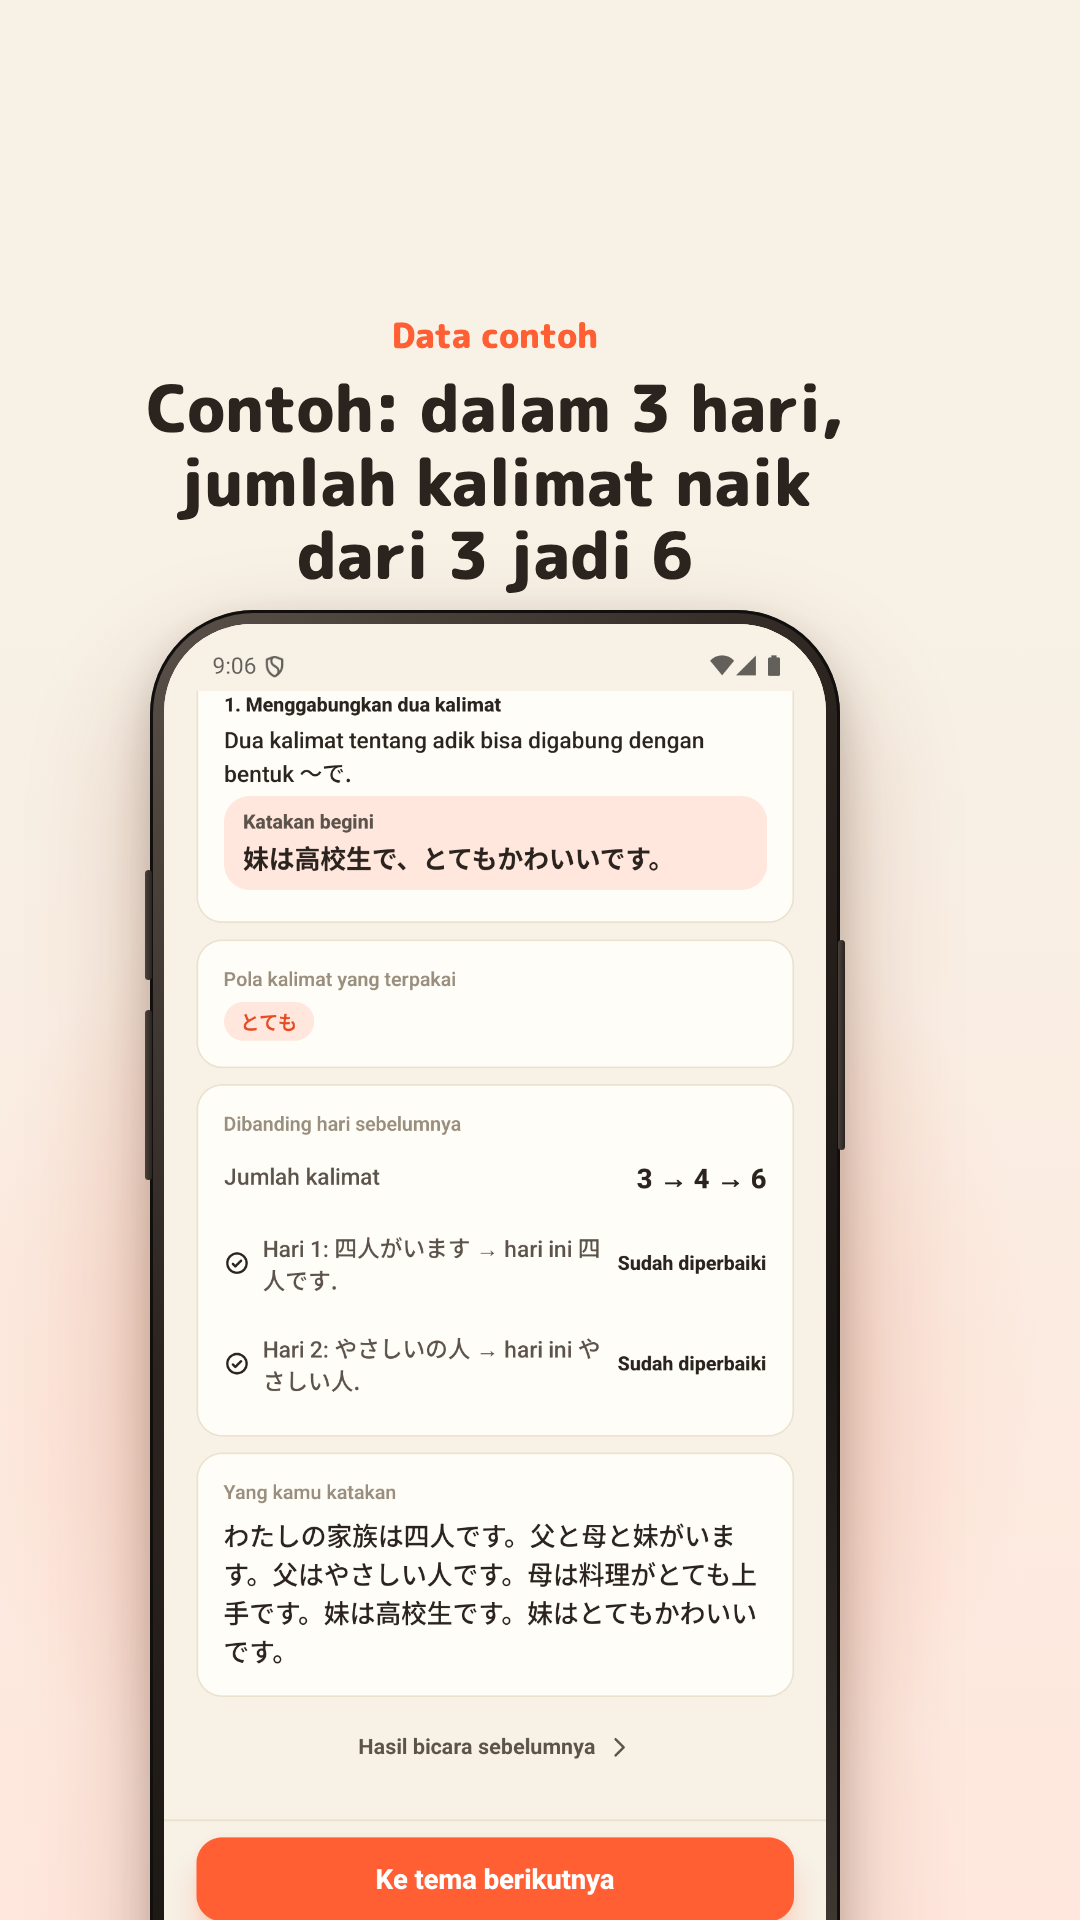 Data contoh
Contoh: dalam 3 hari,
jumlah kalimat naik
dari 3 jadi 6
9:06
1. Menggabungkan dua kalimat
Dua kalimat tentang adik bisa digabung dengan
bentuk 〜で.
Katakan begini
妹は高校生で、とてもかわいいです。
Pola kalimat yang terpakai
とても
Dibanding hari sebelumnya
Jumlah kalimat
3 → 4 → 6
Hari 1: 四人がいます → hari ini 四
人です.
Sudah diperbaiki
Hari 2: やさしいの人 → hari ini や
さしい人.
Sudah diperbaiki
Yang kamu katakan
わたしの家族は四人です。父と母と妹がいま
す。父はやさしい人です。母は料理がとても上
手です。妹は高校生です。妹はとてもかわいい
です。
Hasil bicara sebelumnya
Ke tema berikutnya